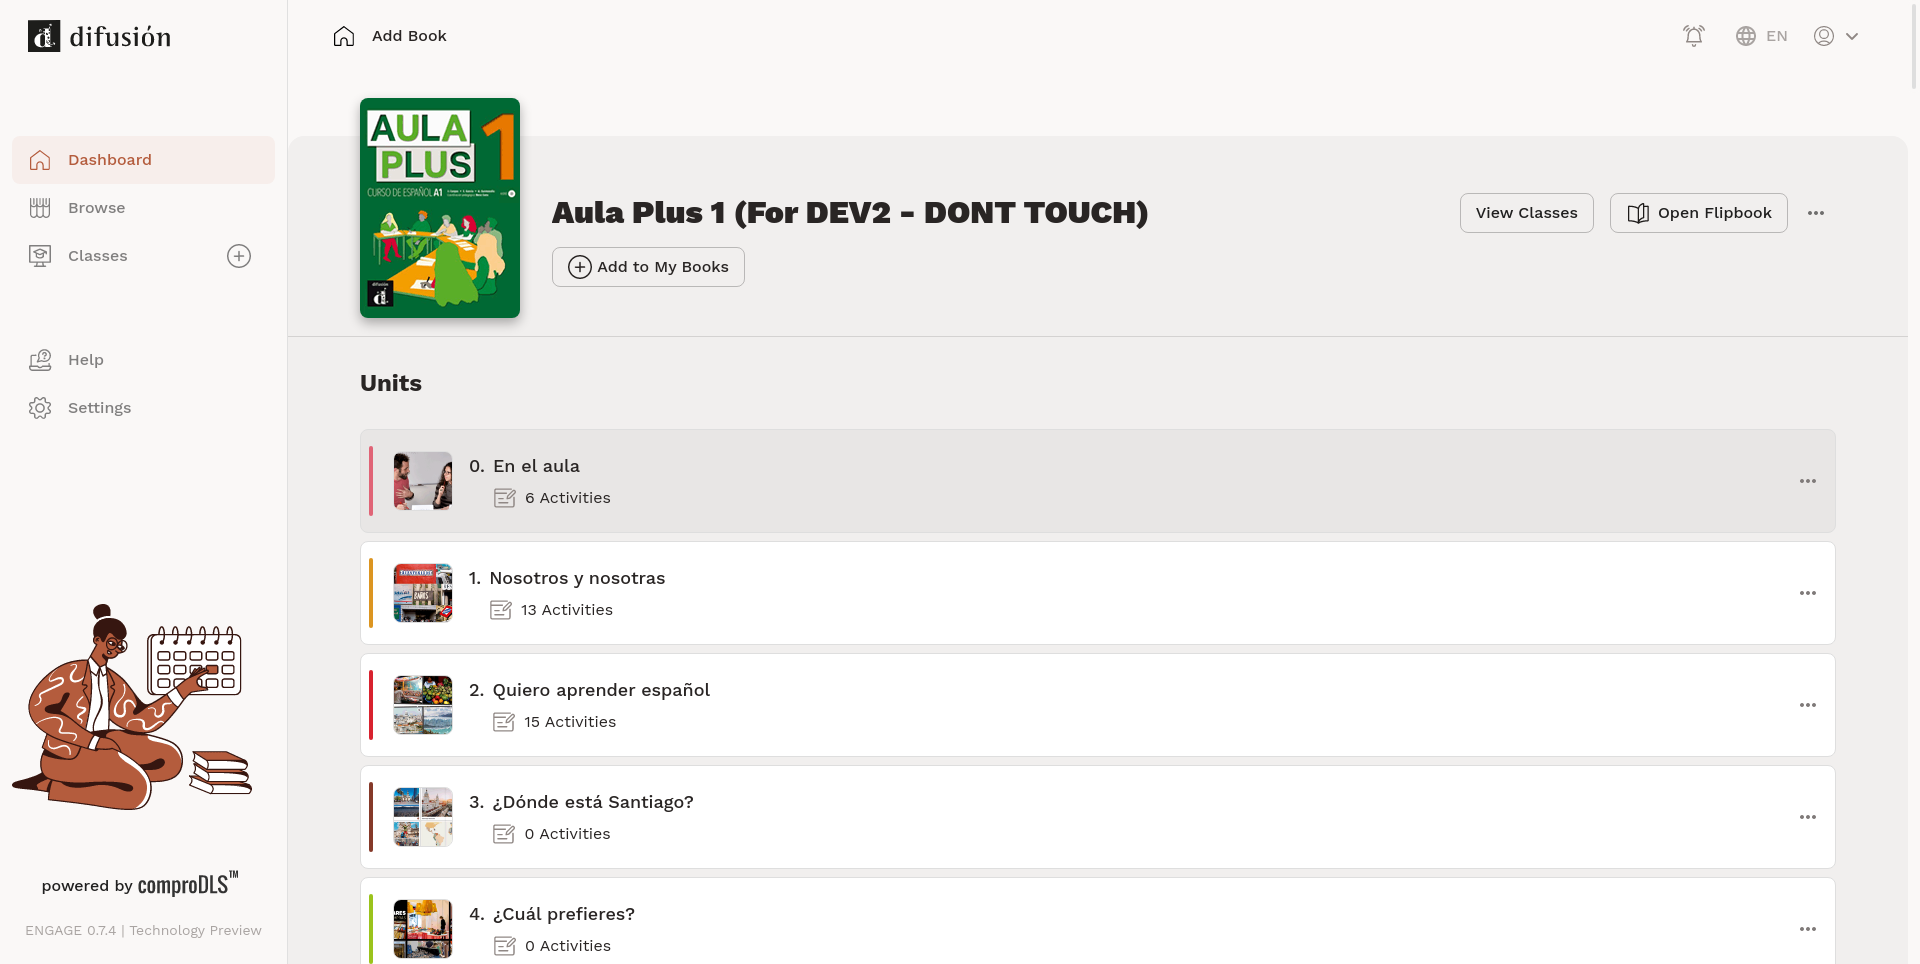 difusión
Add Book
EN
Dashboard
Browse
Classes
Help
Settings
powered by comproDLS™
ENGAGE 0.7.4 | Technology Preview
AULA 1
PLUS
CURSO DE ESPAÑOL A1
difusión
Aula Plus 1 (For DEV2 - DONT TOUCH)
View Classes
Open Flipbook
Add to My Books
Units
0. En el aula
6 Activities
1. Nosotros y nosotras
13 Activities
2. Quiero aprender español
15 Activities
3. ¿Dónde está Santiago?
0 Activities
4. ¿Cuál prefieres?
0 Activities